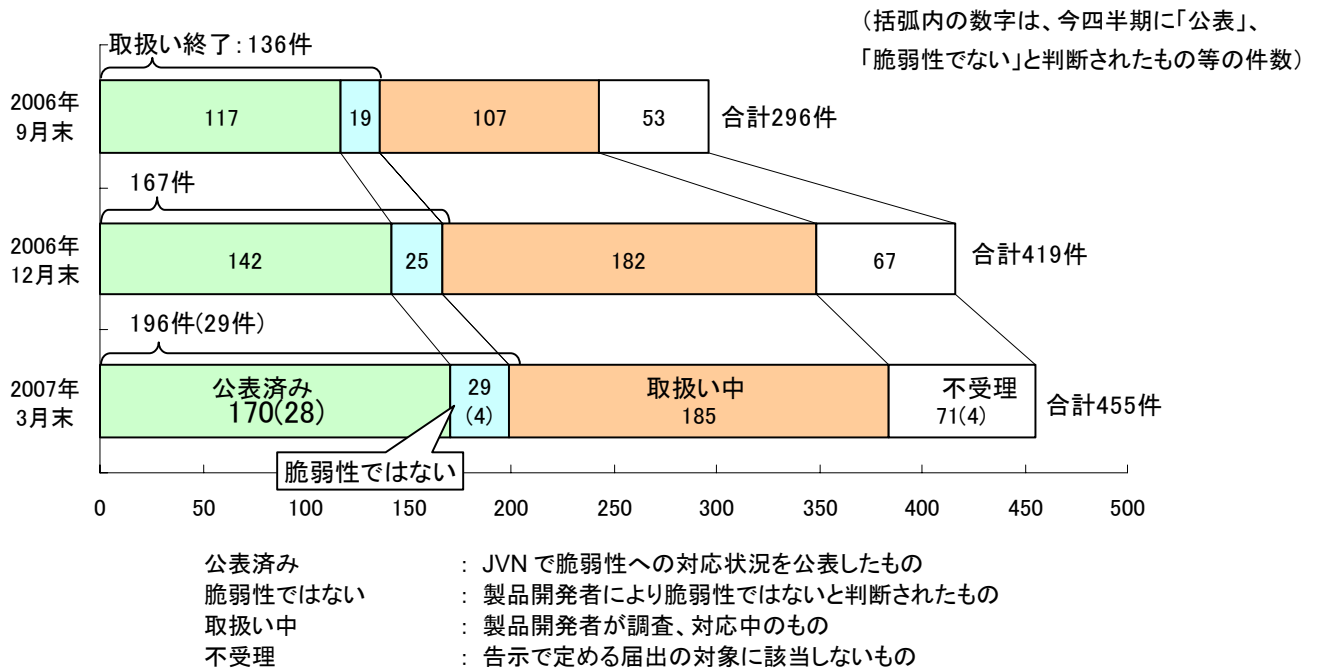 (括弧内の数字は、今四半期に「公表」、
「脆弱性でない」と判断されたもの等の件数)
取扱い終了:136件
2006年
9月末
117
19
107
53
合計296件
167件
2006年
12月末
142
25
182
67
合計419件
196件(29件)
2007年
3月末
公表済み
170(28)
29
(4)
取扱い中
185
不受理
71(4)
合計455件
脆弱性ではない
0 50 100 150 200 250 300 350 400 450 500
公表済み : JVN で脆弱性への対応状況を公表したもの
脆弱性ではない : 製品開発者により脆弱性ではないと判断されたもの
取扱い中 : 製品開発者が調査、対応中のもの
不受理 : 告示で定める届出の対象に該当しないもの